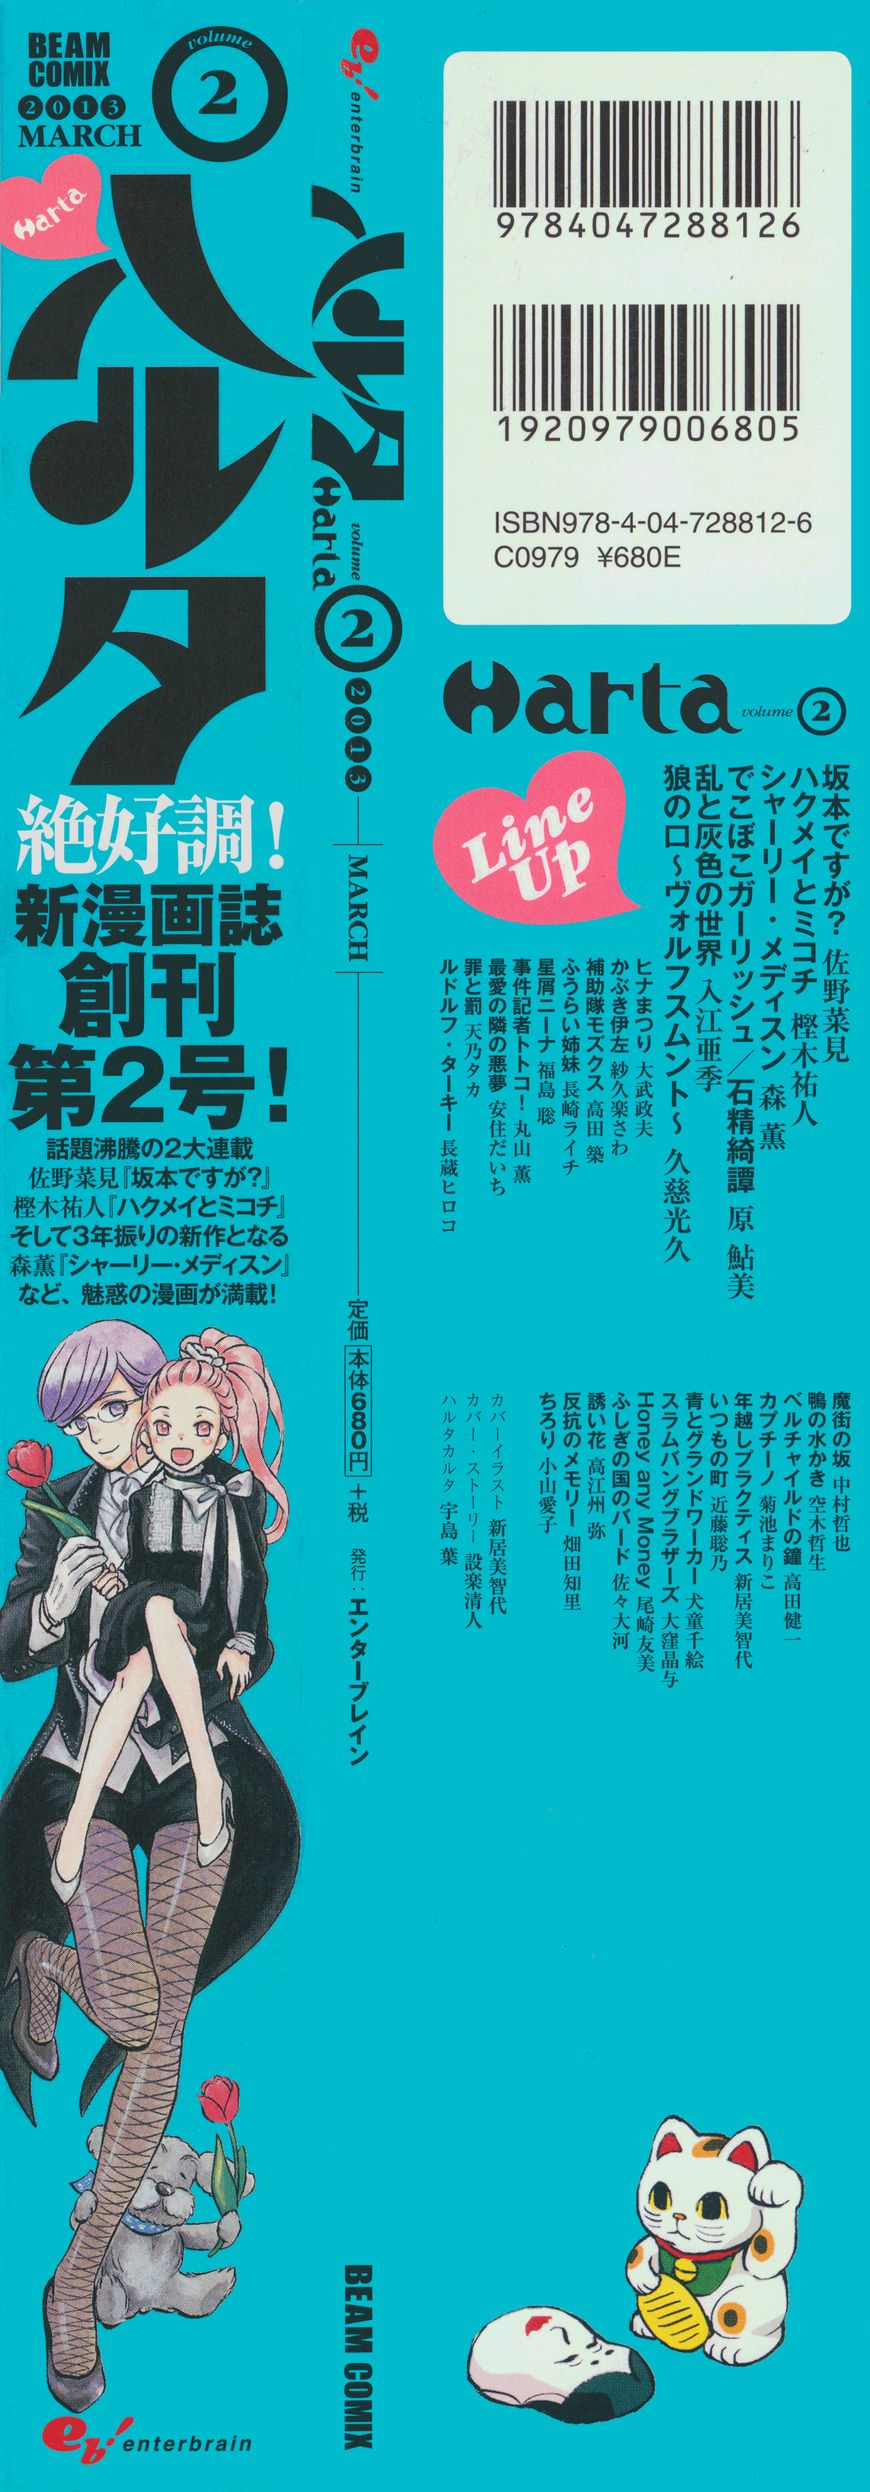 BEAM
COMIX
2013
MARCH
volume
2
Harta
ハルタ
絶好調!
新漫画誌
創刊
第2号!
話題沸騰の2大連載
佐野菜見『坂本ですが?』
樫木祐人『ハクメイとミコチ』
そして3年振りの新作となる
森薫『シャーリー・メディスン』
など、魅惑の漫画が満載!
eb! enterbrain
eb! enterbrain
ハルタ
Harta
volume
2
2013
MARCH
定価 本体680円+税
発行:エンターブレイン
BEAM COMIX
9784047288126
1920979006805
ISBN978-4-04-728812-6
C0979 ¥680E
Harta volume 2
Line
Up
坂本ですが? 佐野菜見
ハクメイとミコチ 樫木祐人
シャーリー・メディスン 森 薫
でこぼこガーリッシュ/石精綺譚 原 鮎美
乱と灰色の世界 入江亜季
狼の口~ヴォルフスムント~ 久慈光久
ヒナまつり 大武政夫
かぶき伊左 紗久楽さわ
補助隊モズクス 高田 築
ふうらい姉妹 長崎ライチ
星屑ニーナ 福島 聡
事件記者トトコ! 丸山 薫
最愛の隣の悪夢 安住だいち
罪と罰 天乃タカ
ルドルフ・ターキー 長蔵ヒロコ
魔街の坂 中村哲也
鴨の水かき 空木哲生
ベルチャイルドの鐘 高田健一
カプチーノ 菊池まりこ
年越しプラクティス 新居美智代
いつもの町 近藤聡乃
青とグランドワーカー 犬童千絵
スラムバングブラザーズ 大窪晶与
Honey any Money 尾崎友美
ふしぎの国のバード 佐々大河
誘い花 高江州 弥
反抗のメモリー 畑田知里
ちろり 小山愛子
カバーイラスト 新居美智代
カバー・ストーリー 設楽清人
ハルタカルタ 宇島 葉